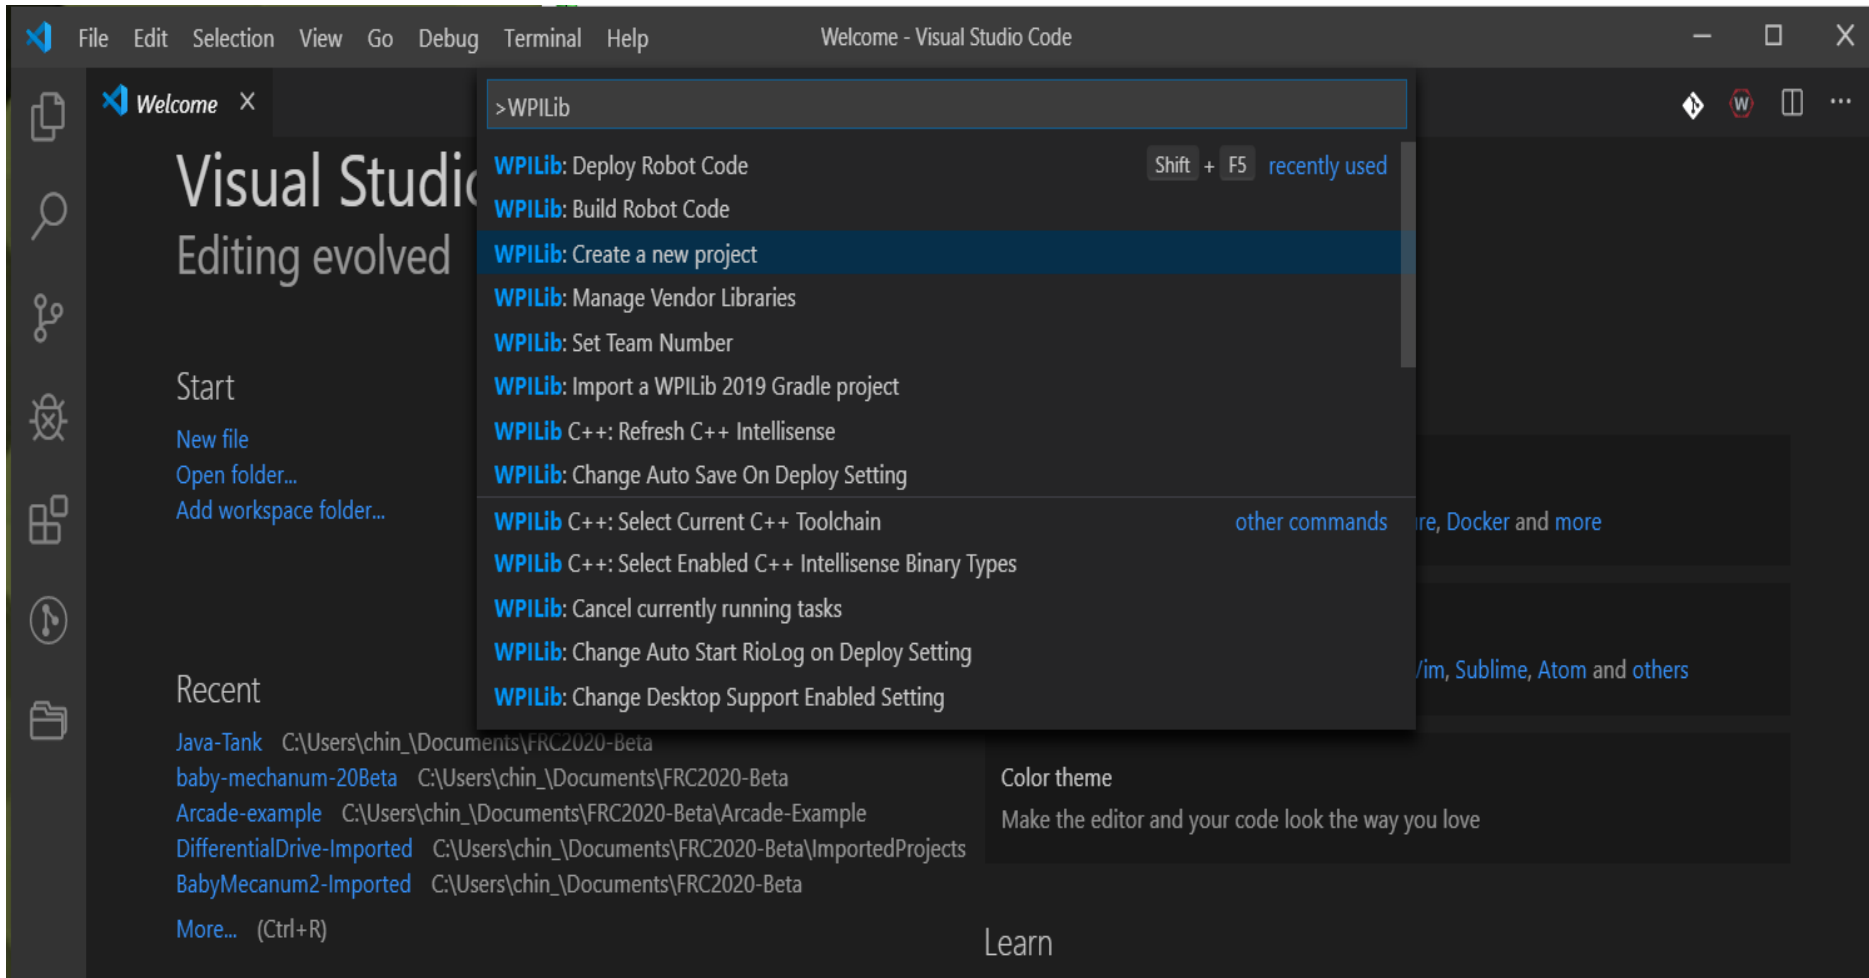 File Edit Selection View Go Debug Terminal Help Welcome - Visual Studio Code
Welcome
>WPILib
W
WPILib: Deploy Robot Code Shift + F5 recently used
WPILib: Build Robot Code
WPILib: Create a new project
WPILib: Manage Vendor Libraries
WPILib: Set Team Number
WPILib: Import a WPILib 2019 Gradle project
WPILib C++: Refresh C++ Intellisense
WPILib: Change Auto Save On Deploy Setting
WPILib C++: Select Current C++ Toolchain other commands
WPILib C++: Select Enabled C++ Intellisense Binary Types
WPILib: Cancel currently running tasks
WPILib: Change Auto Start RioLog on Deploy Setting
WPILib: Change Desktop Support Enabled Setting
Visual Studio
Editing evolved
Start
New file
Open folder...
Add workspace folder...
Recent
Java-Tank C:\Users\chin_\Documents\FRC2020-Beta
baby-mechanum-20Beta C:\Users\chin_\Documents\FRC2020-Beta
Arcade-example C:\Users\chin_\Documents\FRC2020-Beta\Arcade-Example
DifferentialDrive-Imported C:\Users\chin_\Documents\FRC2020-Beta\ImportedProjects
BabyMecanum2-Imported C:\Users\chin_\Documents\FRC2020-Beta
More... (Ctrl+R)
, Docker and more
, Sublime, Atom and others
Color theme
Make the editor and your code look the way you love
Learn